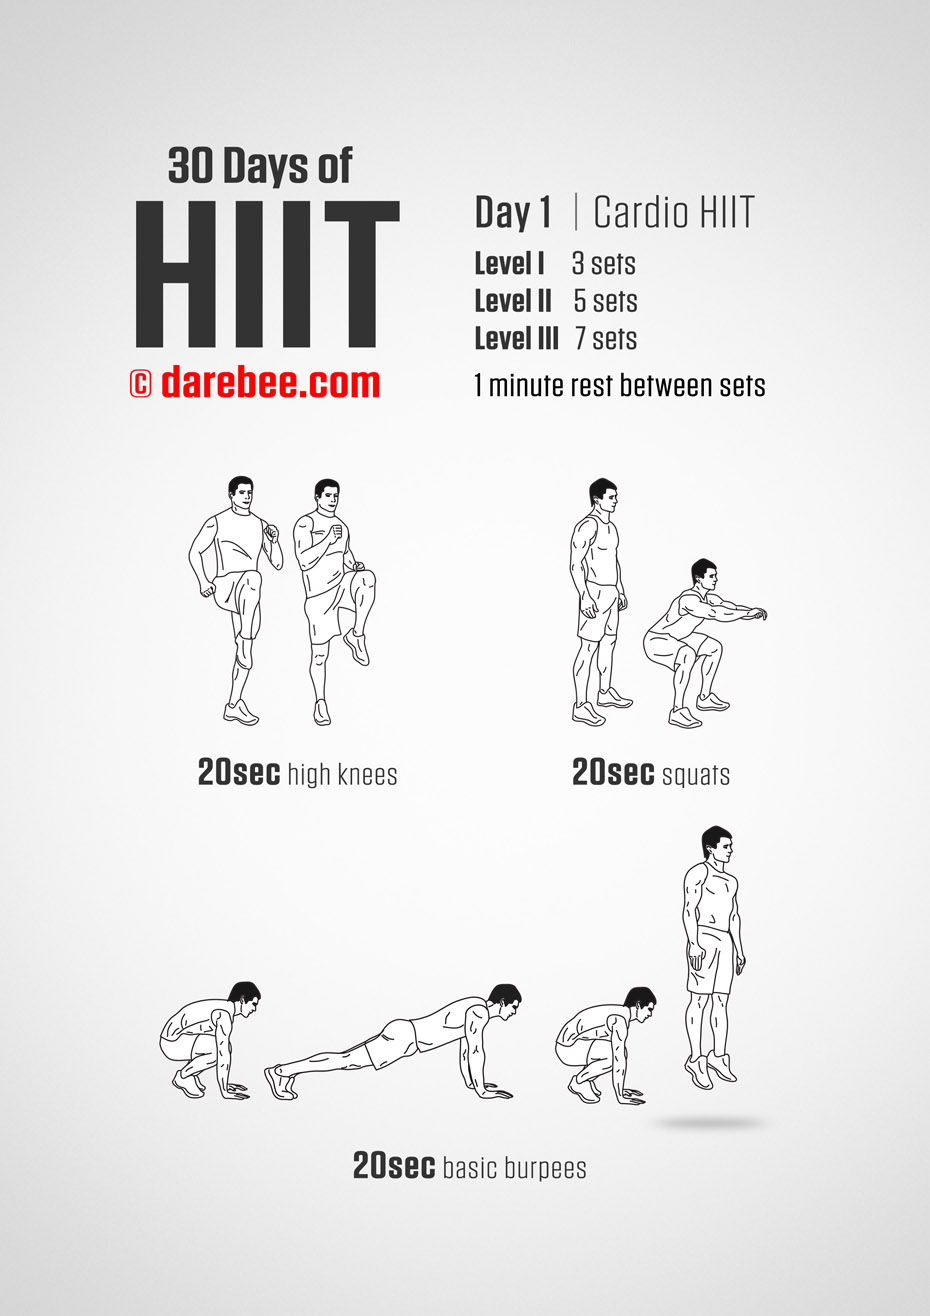 30 Days of
HIIT
© darebee.com
Day 1 | Cardio HIIT
Level I 3 sets
Level II 5 sets
Level III 7 sets
1 minute rest between sets
20sec high knees
20sec squats
20sec basic burpees